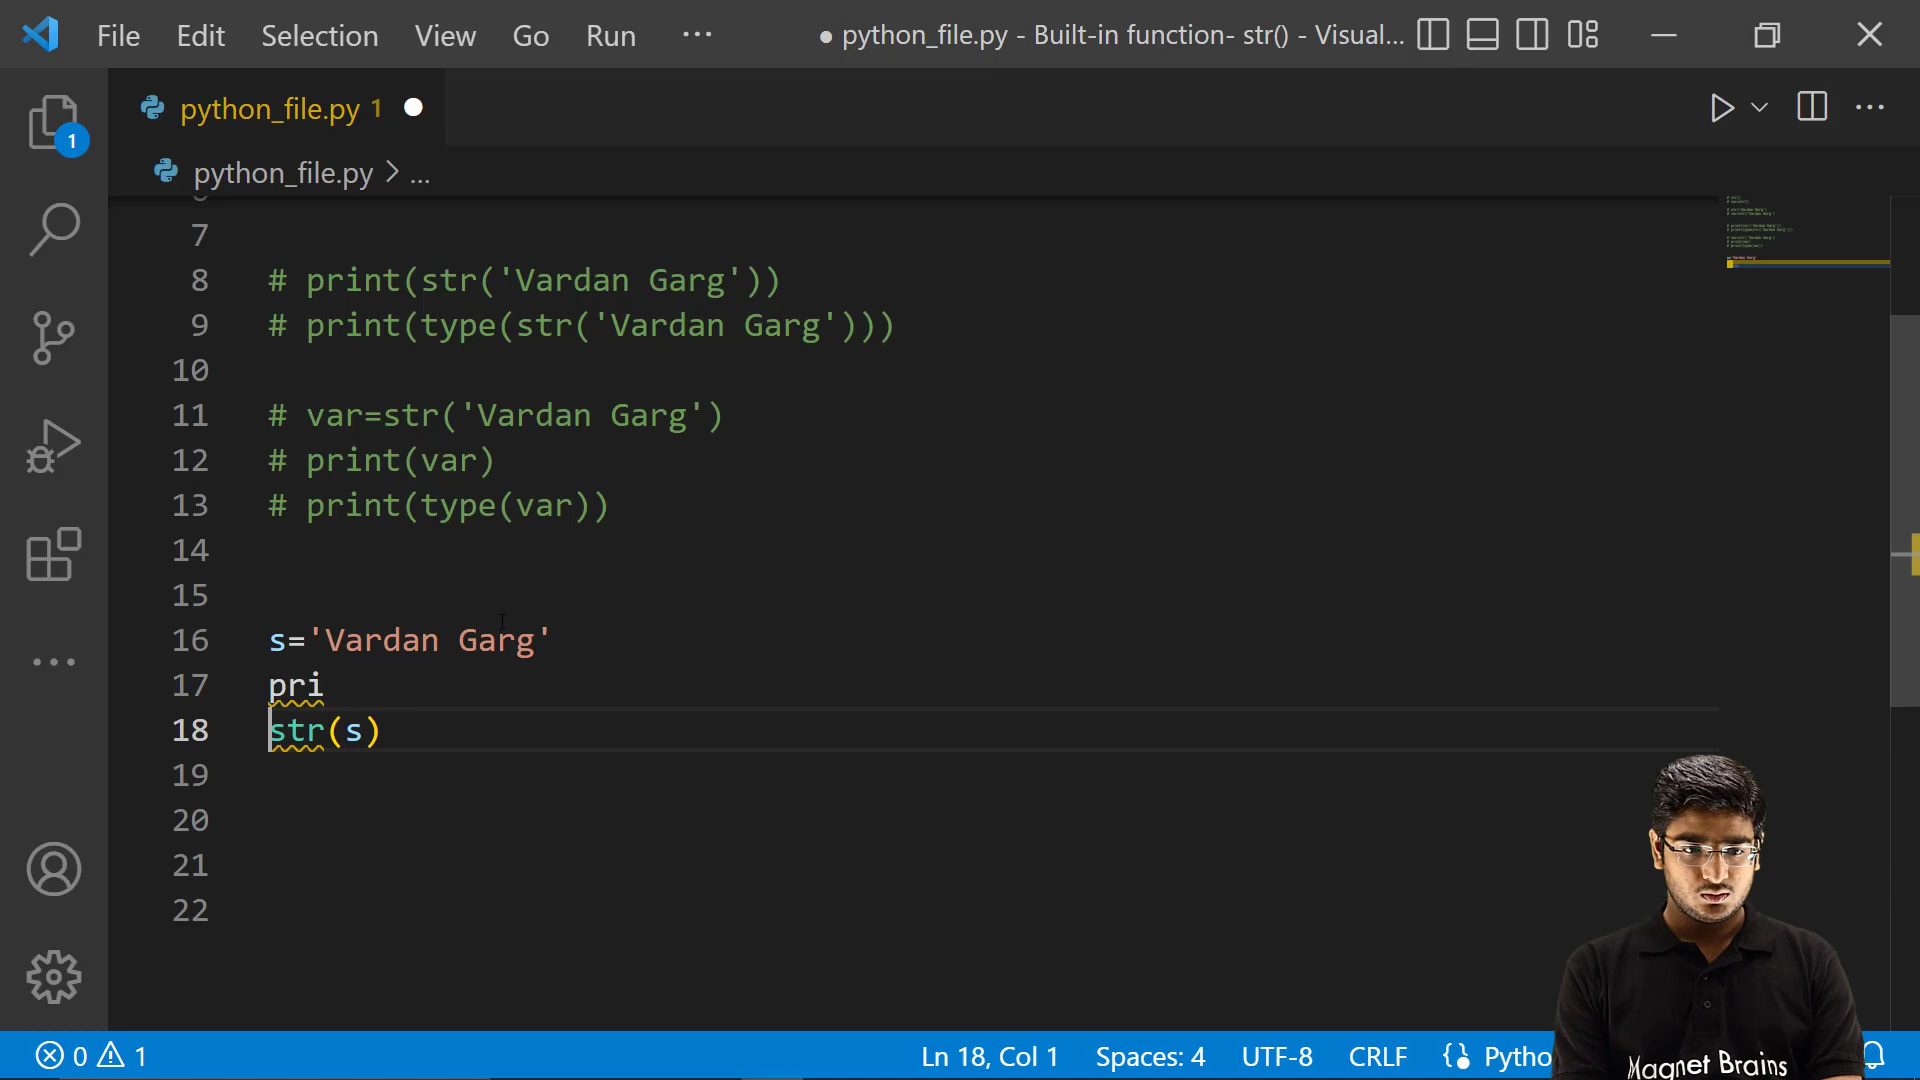 File Edit Selection View Go Run ...
● python_file.py - Built-in function- str() - Visual...
python_file.py 1
python_file.py > ...
1
7
8 # print(str('Vardan Garg'))
9 # print(type(str('Vardan Garg')))
10
11 # var=str('Vardan Garg')
12 # print(var)
13 # print(type(var))
14
15
16 s='Vardan Garg'
17 pri
18 str(s)
19
20
21
22
0 1 Ln 18, Col 1 Spaces: 4 UTF-8 CRLF Pytho
Magnet Brains